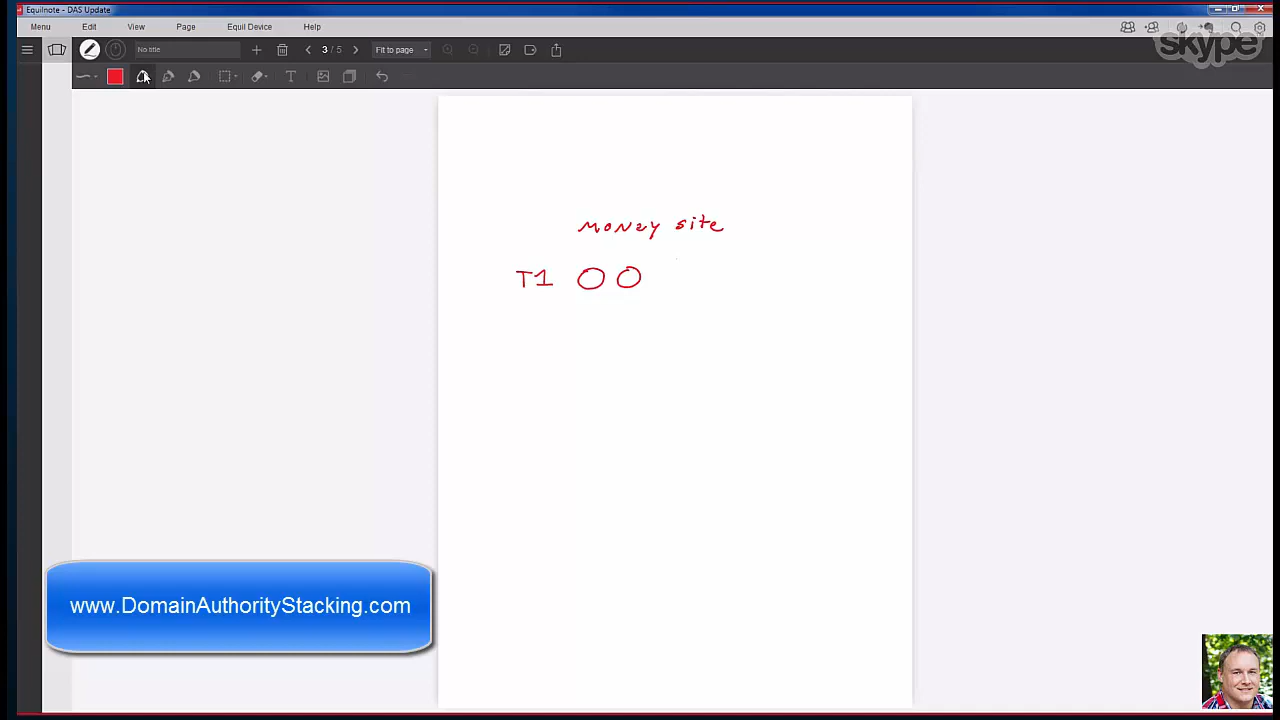 Equilnote - DAS Update
Menu Edit View Page Equil Device Help
skype
No title 3 / 5 Fit to page
T
money site
T1
www.DomainAuthorityStacking.com